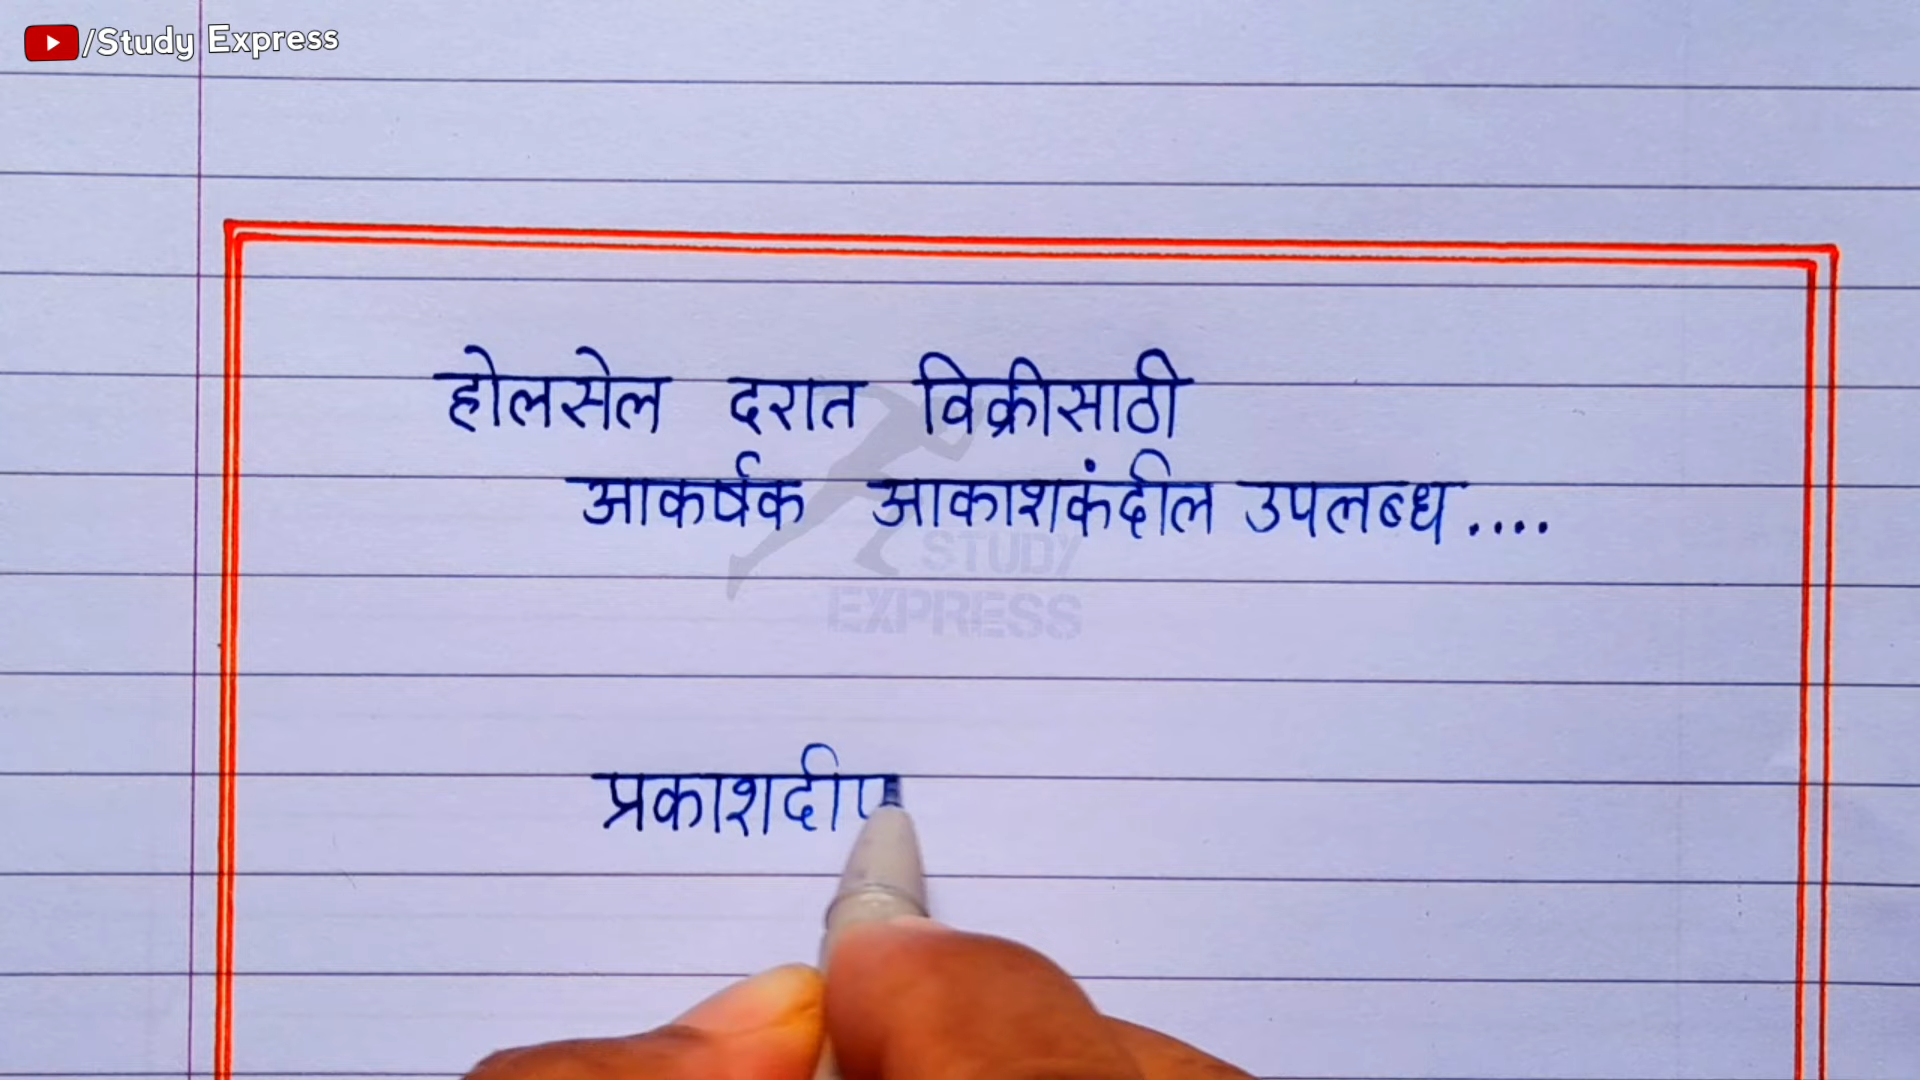 /Study Express
होलसेल दरात विक्रीसाठी
आकर्षक आकाशकंदील उपलब्ध....
STUDY
EXPRESS
प्रकाशदीप